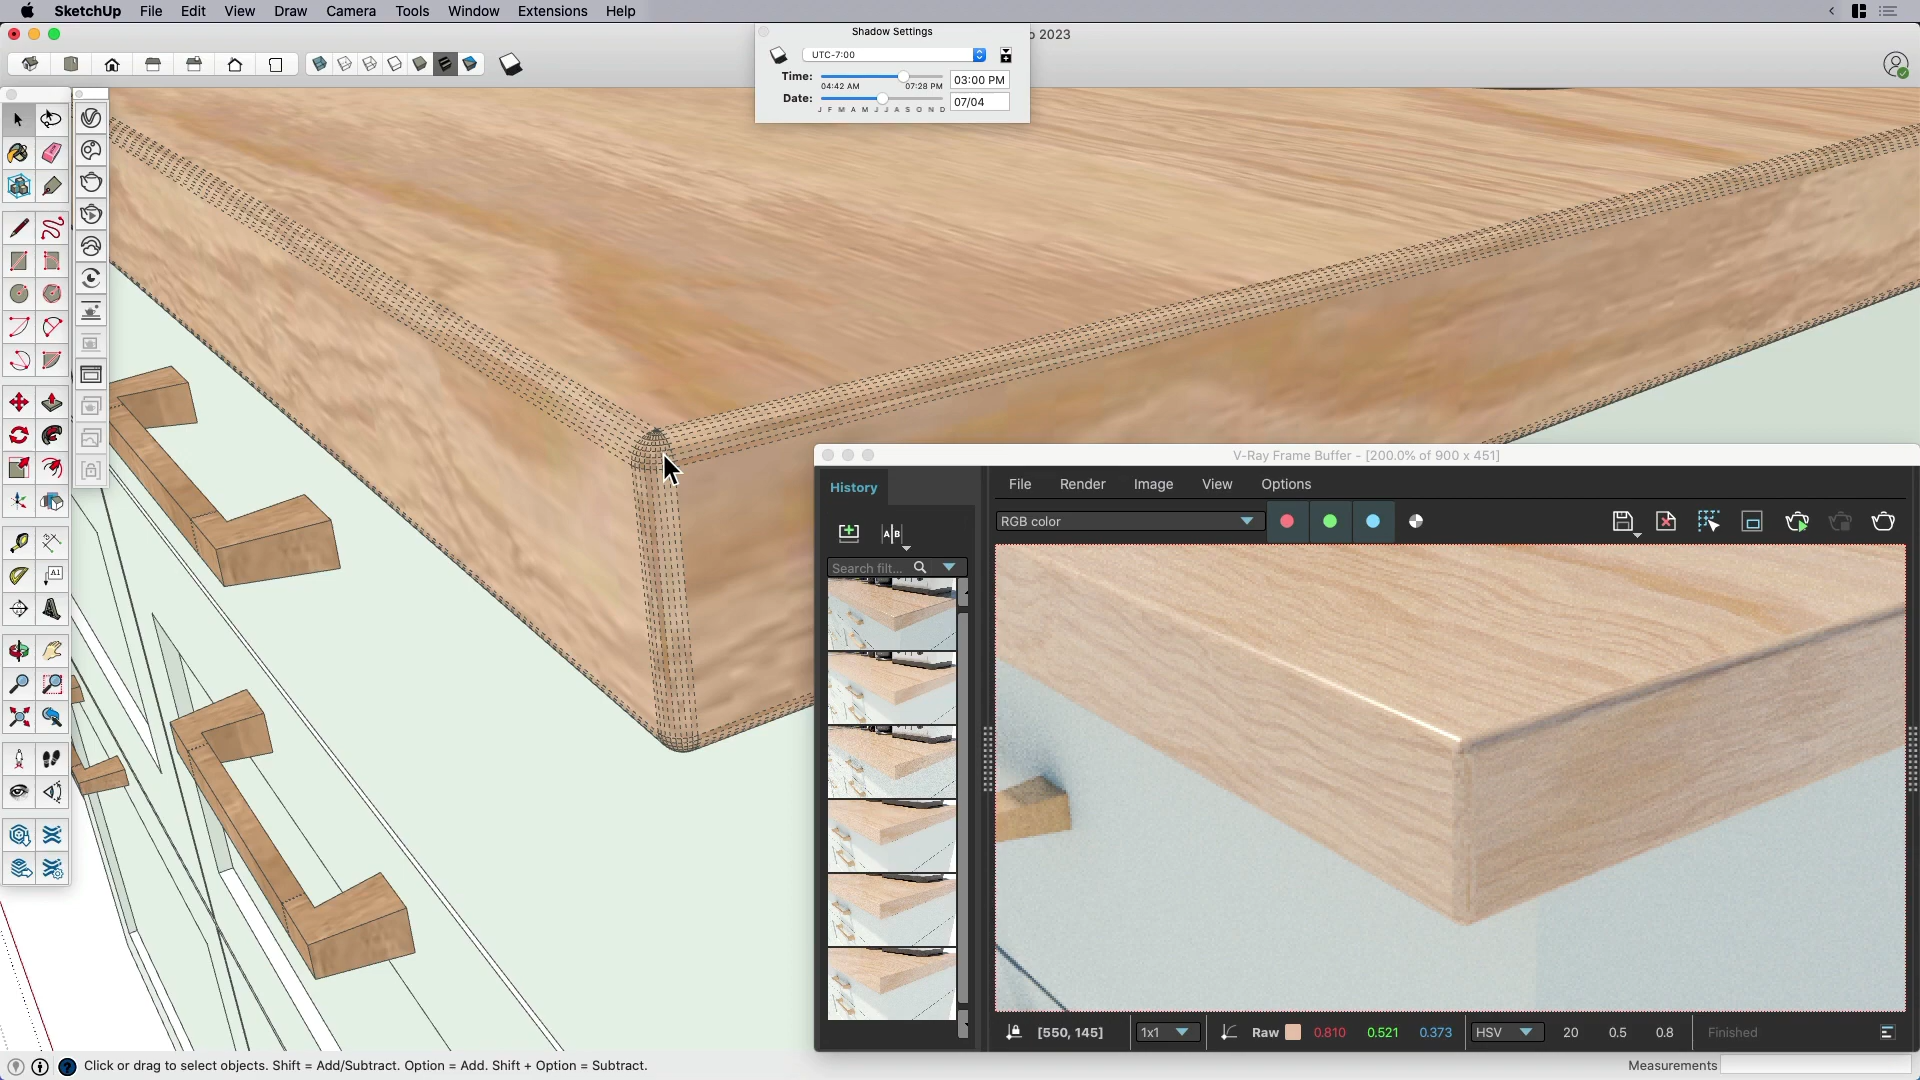 SketchUp File Edit View Draw Camera Tools Window Extensions Help
Shadow Settings
o 2023
UTC-7:00
Time: 03:00 PM
04:42 AM 07:28 PM
Date: 07/04
J F M A M J J A S O N D
A1
V-Ray Frame Buffer - [200.0% of 900 x 451]
History
File Render Image View Options
RGB color
A|B
Search filt...
[550, 145] 1x1 Raw 0.810 0.521 0.373 HSV 20 0.5 0.8 Finished
Click or drag to select objects. Shift = Add/Subtract. Option = Add. Shift + Option = Subtract.
Measurements